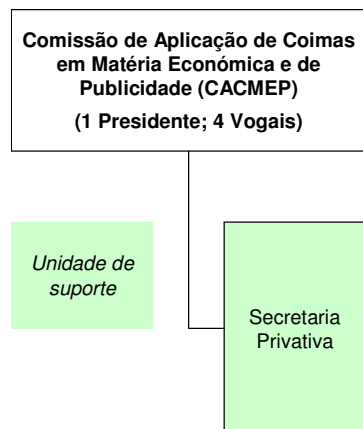 Comissão de Aplicação de Coimas
em Matéria Económica e de
Publicidade (CACMEP)
(1 Presidente; 4 Vogais)
Unidade de
suporte
Secretaria
Privativa